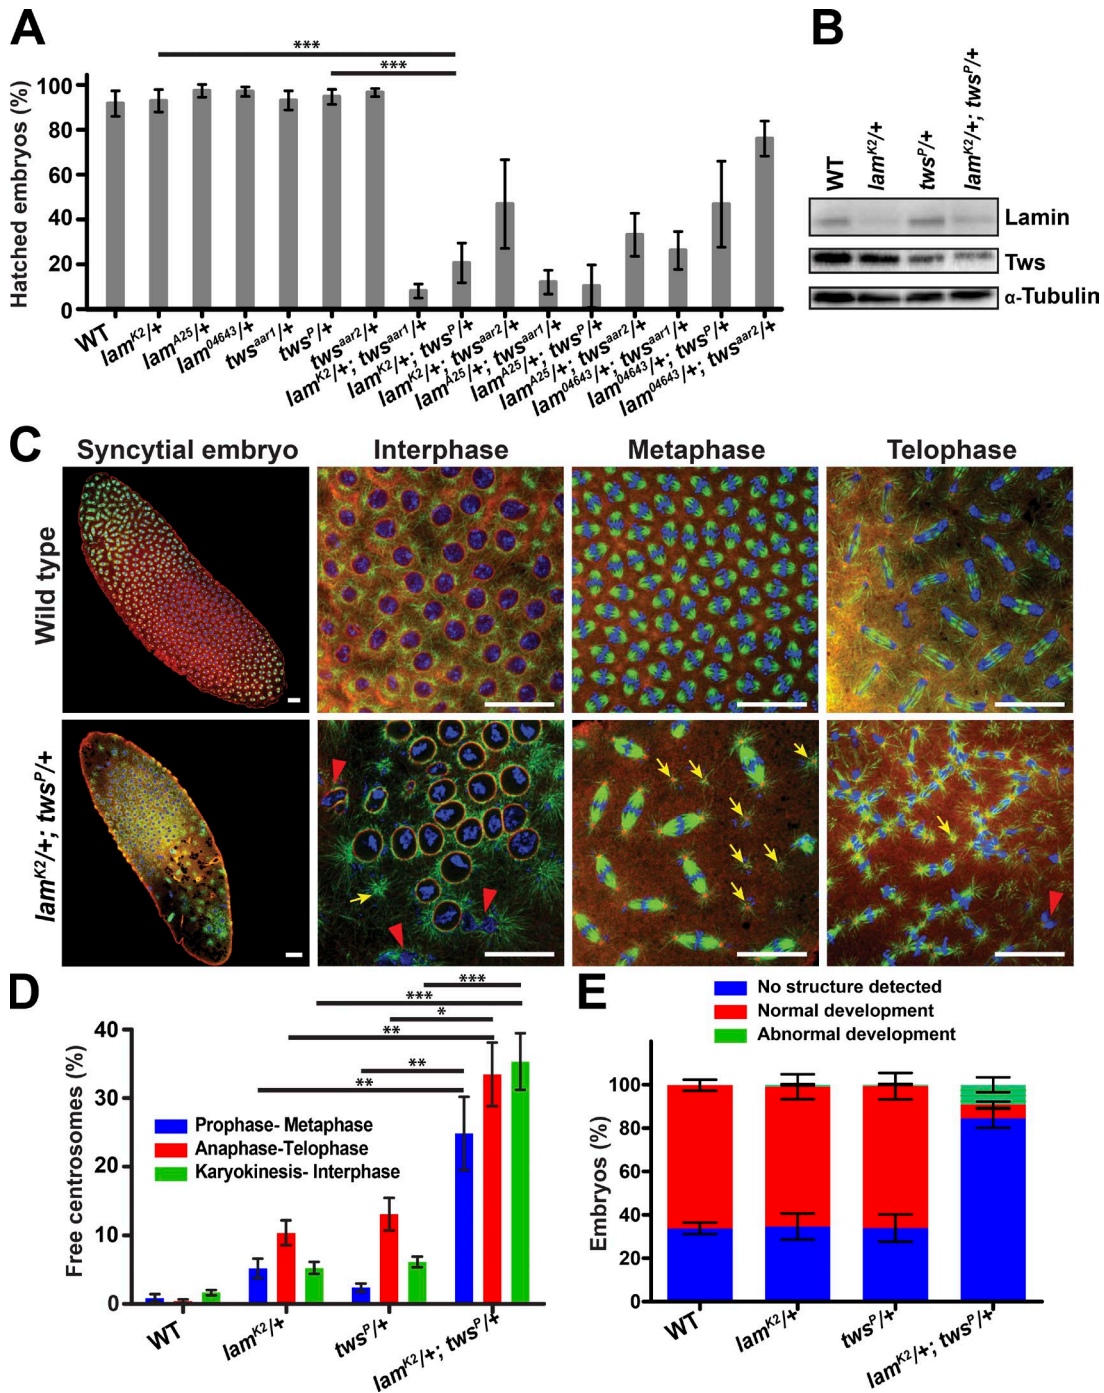 A
***
***
Hatched embryos (%)
100
80
60
40
20
0
WT
lamK2/+
lamA25/+
lam04643/+
twsaar1/+
twsP/+
twsaar2/+
lamK2/+; twsaar1/+
lamK2/+; twsP/+
lamK2/+; twsaar2/+
lamA25/+; twsaar1/+
lamA25/+; twsP/+
lamA25/+; twsaar2/+
lam04643/+; twsaar1/+
lam04643/+; twsP/+
lam04643/+; twsaar2/+
B
WT
lamK2/+
twsP/+
lamK2/+; twsP/+
Lamin
Tws
α-Tubulin
C
Syncytial embryo
Interphase
Metaphase
Telophase
Wild type
lamK2/+; twsP/+
D
***
***
*
**
**
**
Free centrosomes (%)
40
30
20
10
0
Prophase- Metaphase
Anaphase-Telophase
Karyokinesis- Interphase
WT
lamK2/+
twsP/+
lamK2/+; twsP/+
E
No structure detected
Normal development
Abnormal development
Embryos (%)
100
80
60
40
20
0
WT
lamK2/+
twsP/+
lamK2/+; twsP/+